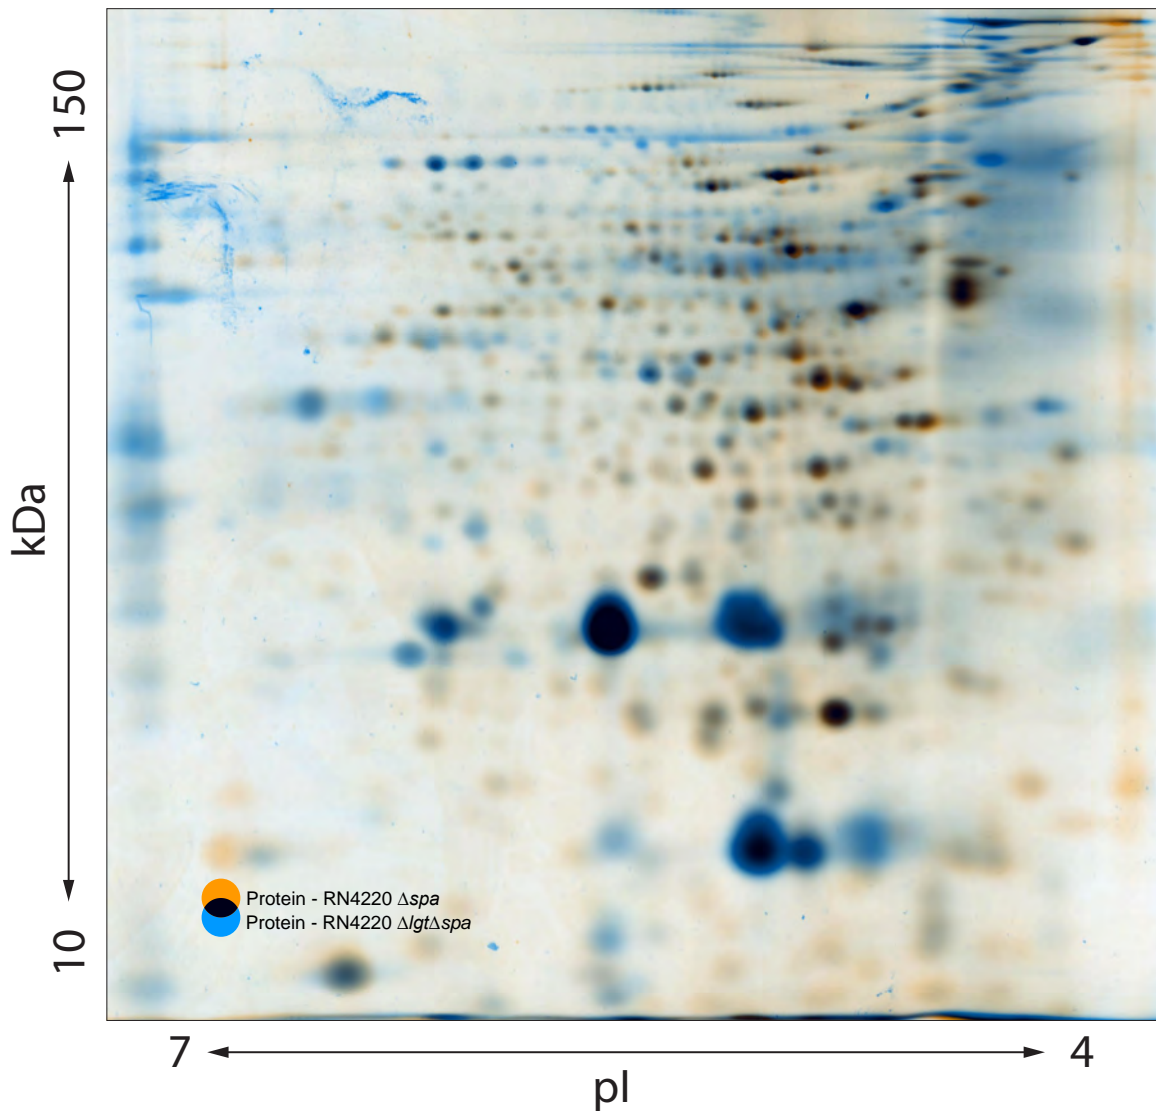 150
kDa
10
Protein - RN4220 Δspa
Protein - RN4220 ΔlgtΔspa
7
4
pI